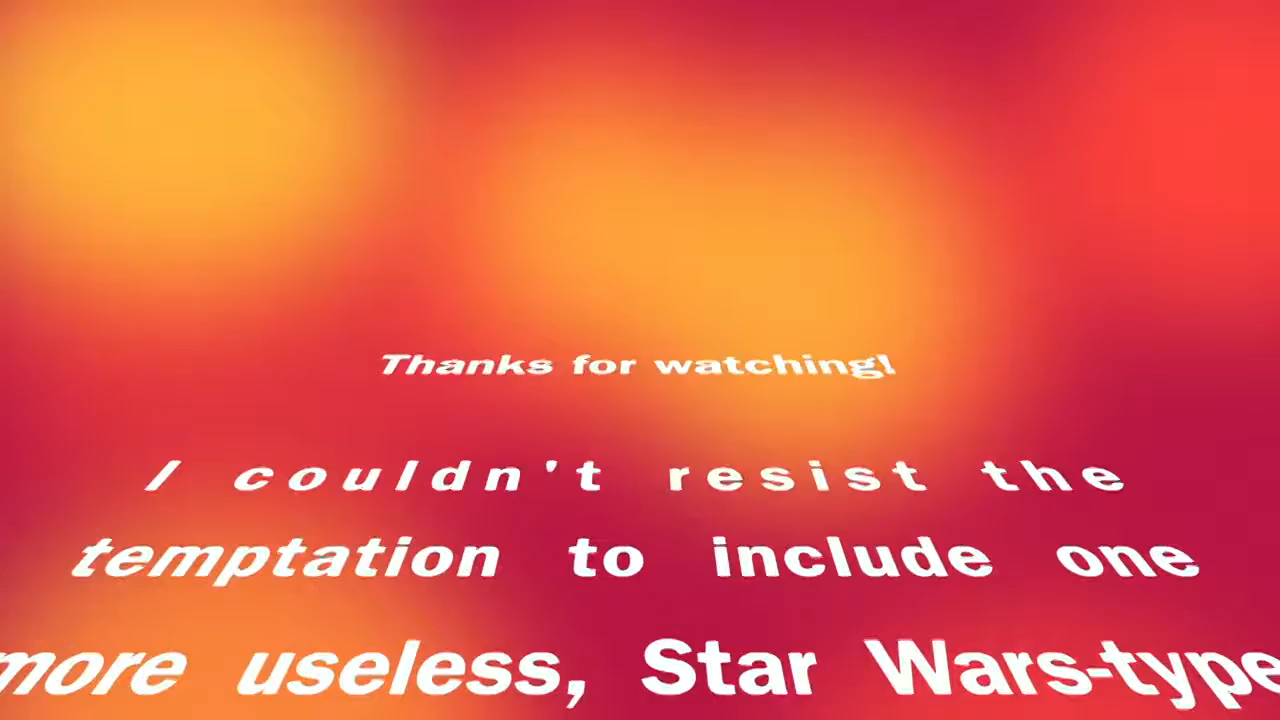 Thanks for watching!
I couldn't resist the
temptation to include one
more useless, Star Wars-type